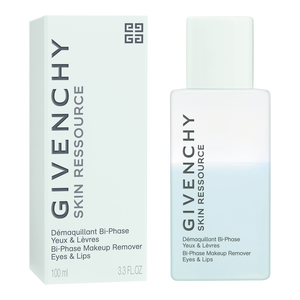 GIVENCHY
SKIN RESSOURCE
Démaquillant Bi-Phase
Yeux & Lèvres
Bi-Phase Makeup Remover
Eyes & Lips
100 ml 3.3 FL.OZ
GIVENCHY
SKIN RESSOURCE
Démaquillant Bi-Phase
Yeux & Lèvres
Bi-Phase Makeup Remover
Eyes & Lips